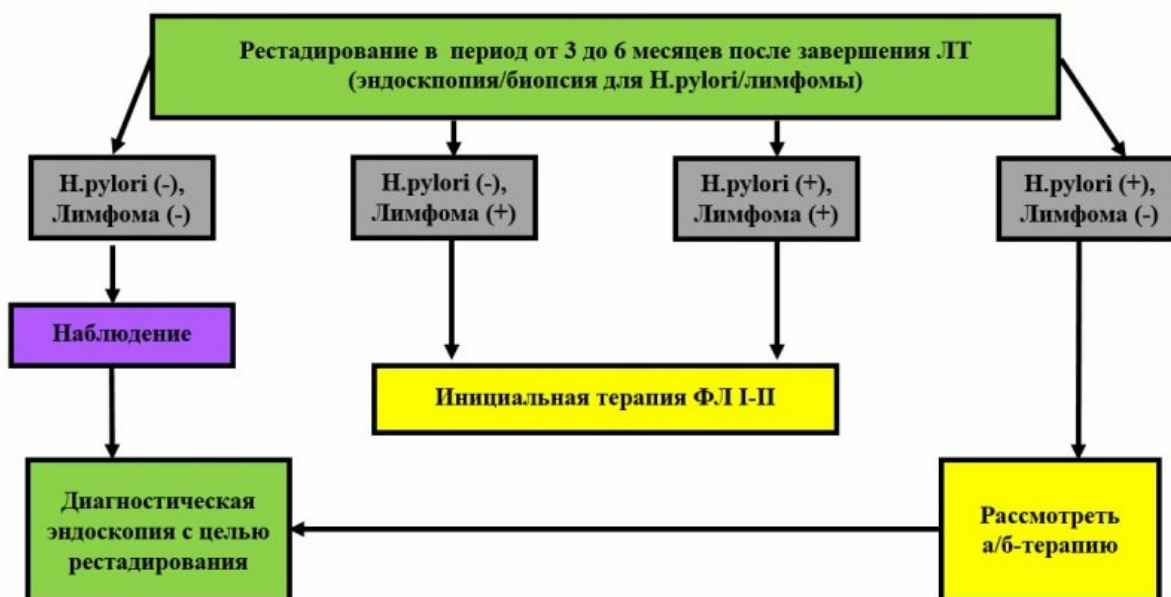 Рестадирование в период от 3 до 6 месяцев после завершения ЛТ
(эндоскпопия/биопсия для H.pylori/лимфомы)
H.pylori (-),
Лимфома (-)
H.pylori (-),
Лимфома (+)
H.pylori (+),
Лимфома (+)
H.pylori (+),
Лимфома (-)
Наблюдение
Инициальная терапия ФЛ I-II
Диагностическая
эндоскопия с целью
рестадирования
Рассмотреть
а/б-терапию